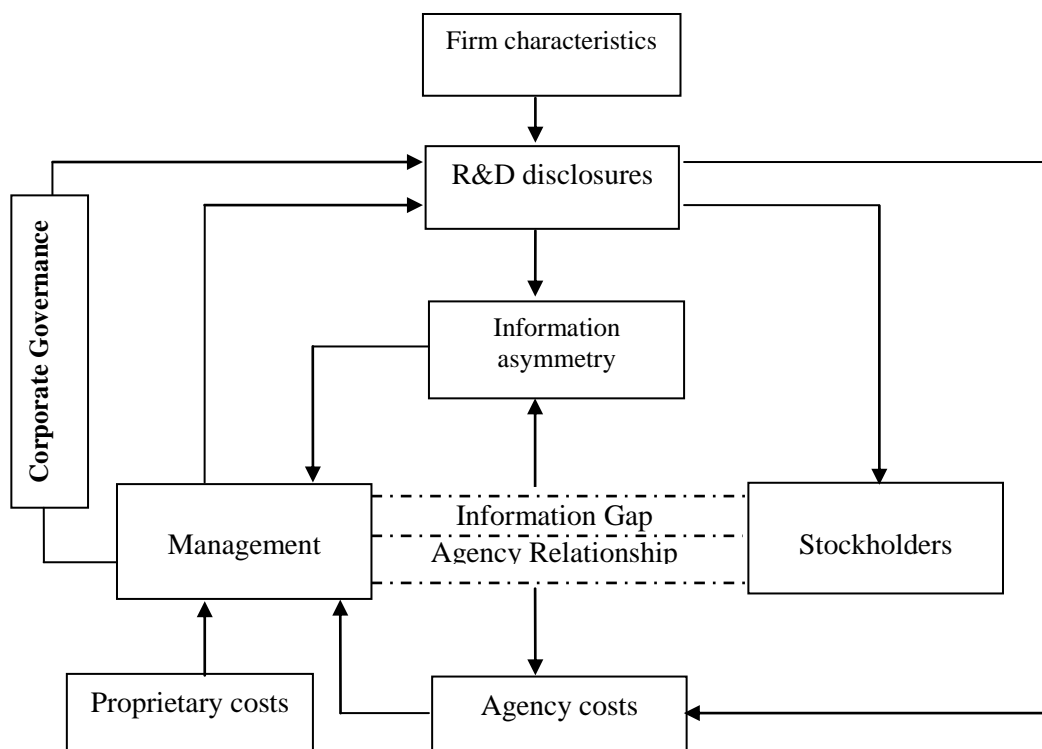 Firm characteristics
R&D disclosures
Corporate Governance
Information
asymmetry
Information Gap
Management
Agency Relationship
Stockholders
Proprietary costs
Agency costs